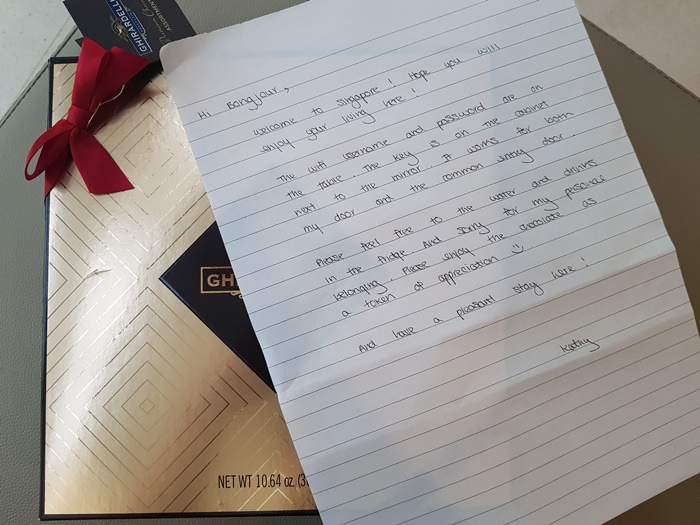 GHIRARDELLI
ASSORTMENT
Hi Bangjour,
welcome to singapore! Hope you will
enjoy your living here!
The wifi username and password are on
the table. The key is on the cabinet
next to the mirror. It works for both
my door and the common entry door.
Please feel free to the water and drinks
in the fridge. And sorry for my personal
belonging. Please enjoy the chocolate as
a token of appreciation
And have a pleasant stay here!
Kathy
GH
NET WT 10.64 oz. (3